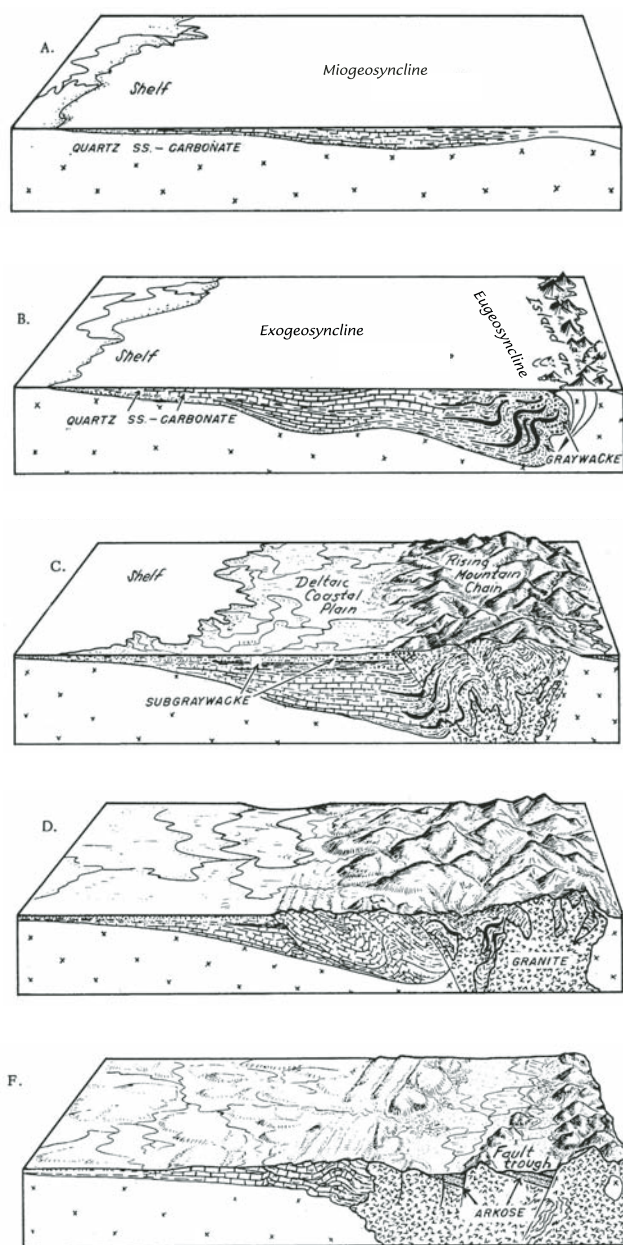 A.
Miogeosyncline
Shelf
QUARTZ SS. – CARBONATE
B.
Exogeosyncline
Eugeosyncline
Island arc
Shelf
QUARTZ SS. – CARBONATE
GRAYWACKE
C.
Shelf
Deltaic
Coastal
Plain
Rising
Mountain
Chain
SUBGRAYWACKE
D.
GRANITE
F.
Fault
trough
ARKOSE